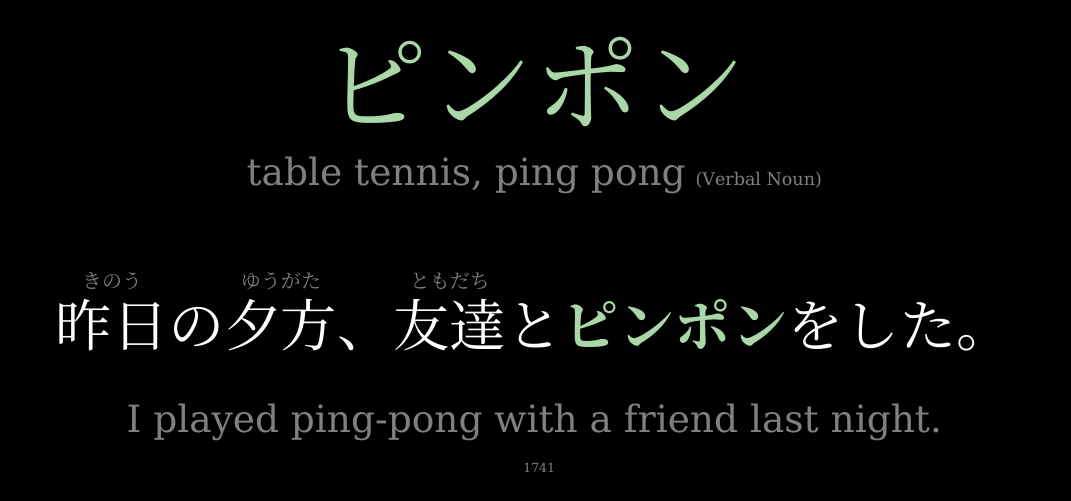 ピンポン
table tennis, ping pong (Verbal Noun)
きのう ゆうがた ともだち
昨日の夕方、友達とピンポンをした。
I played ping-pong with a friend last night.
1741